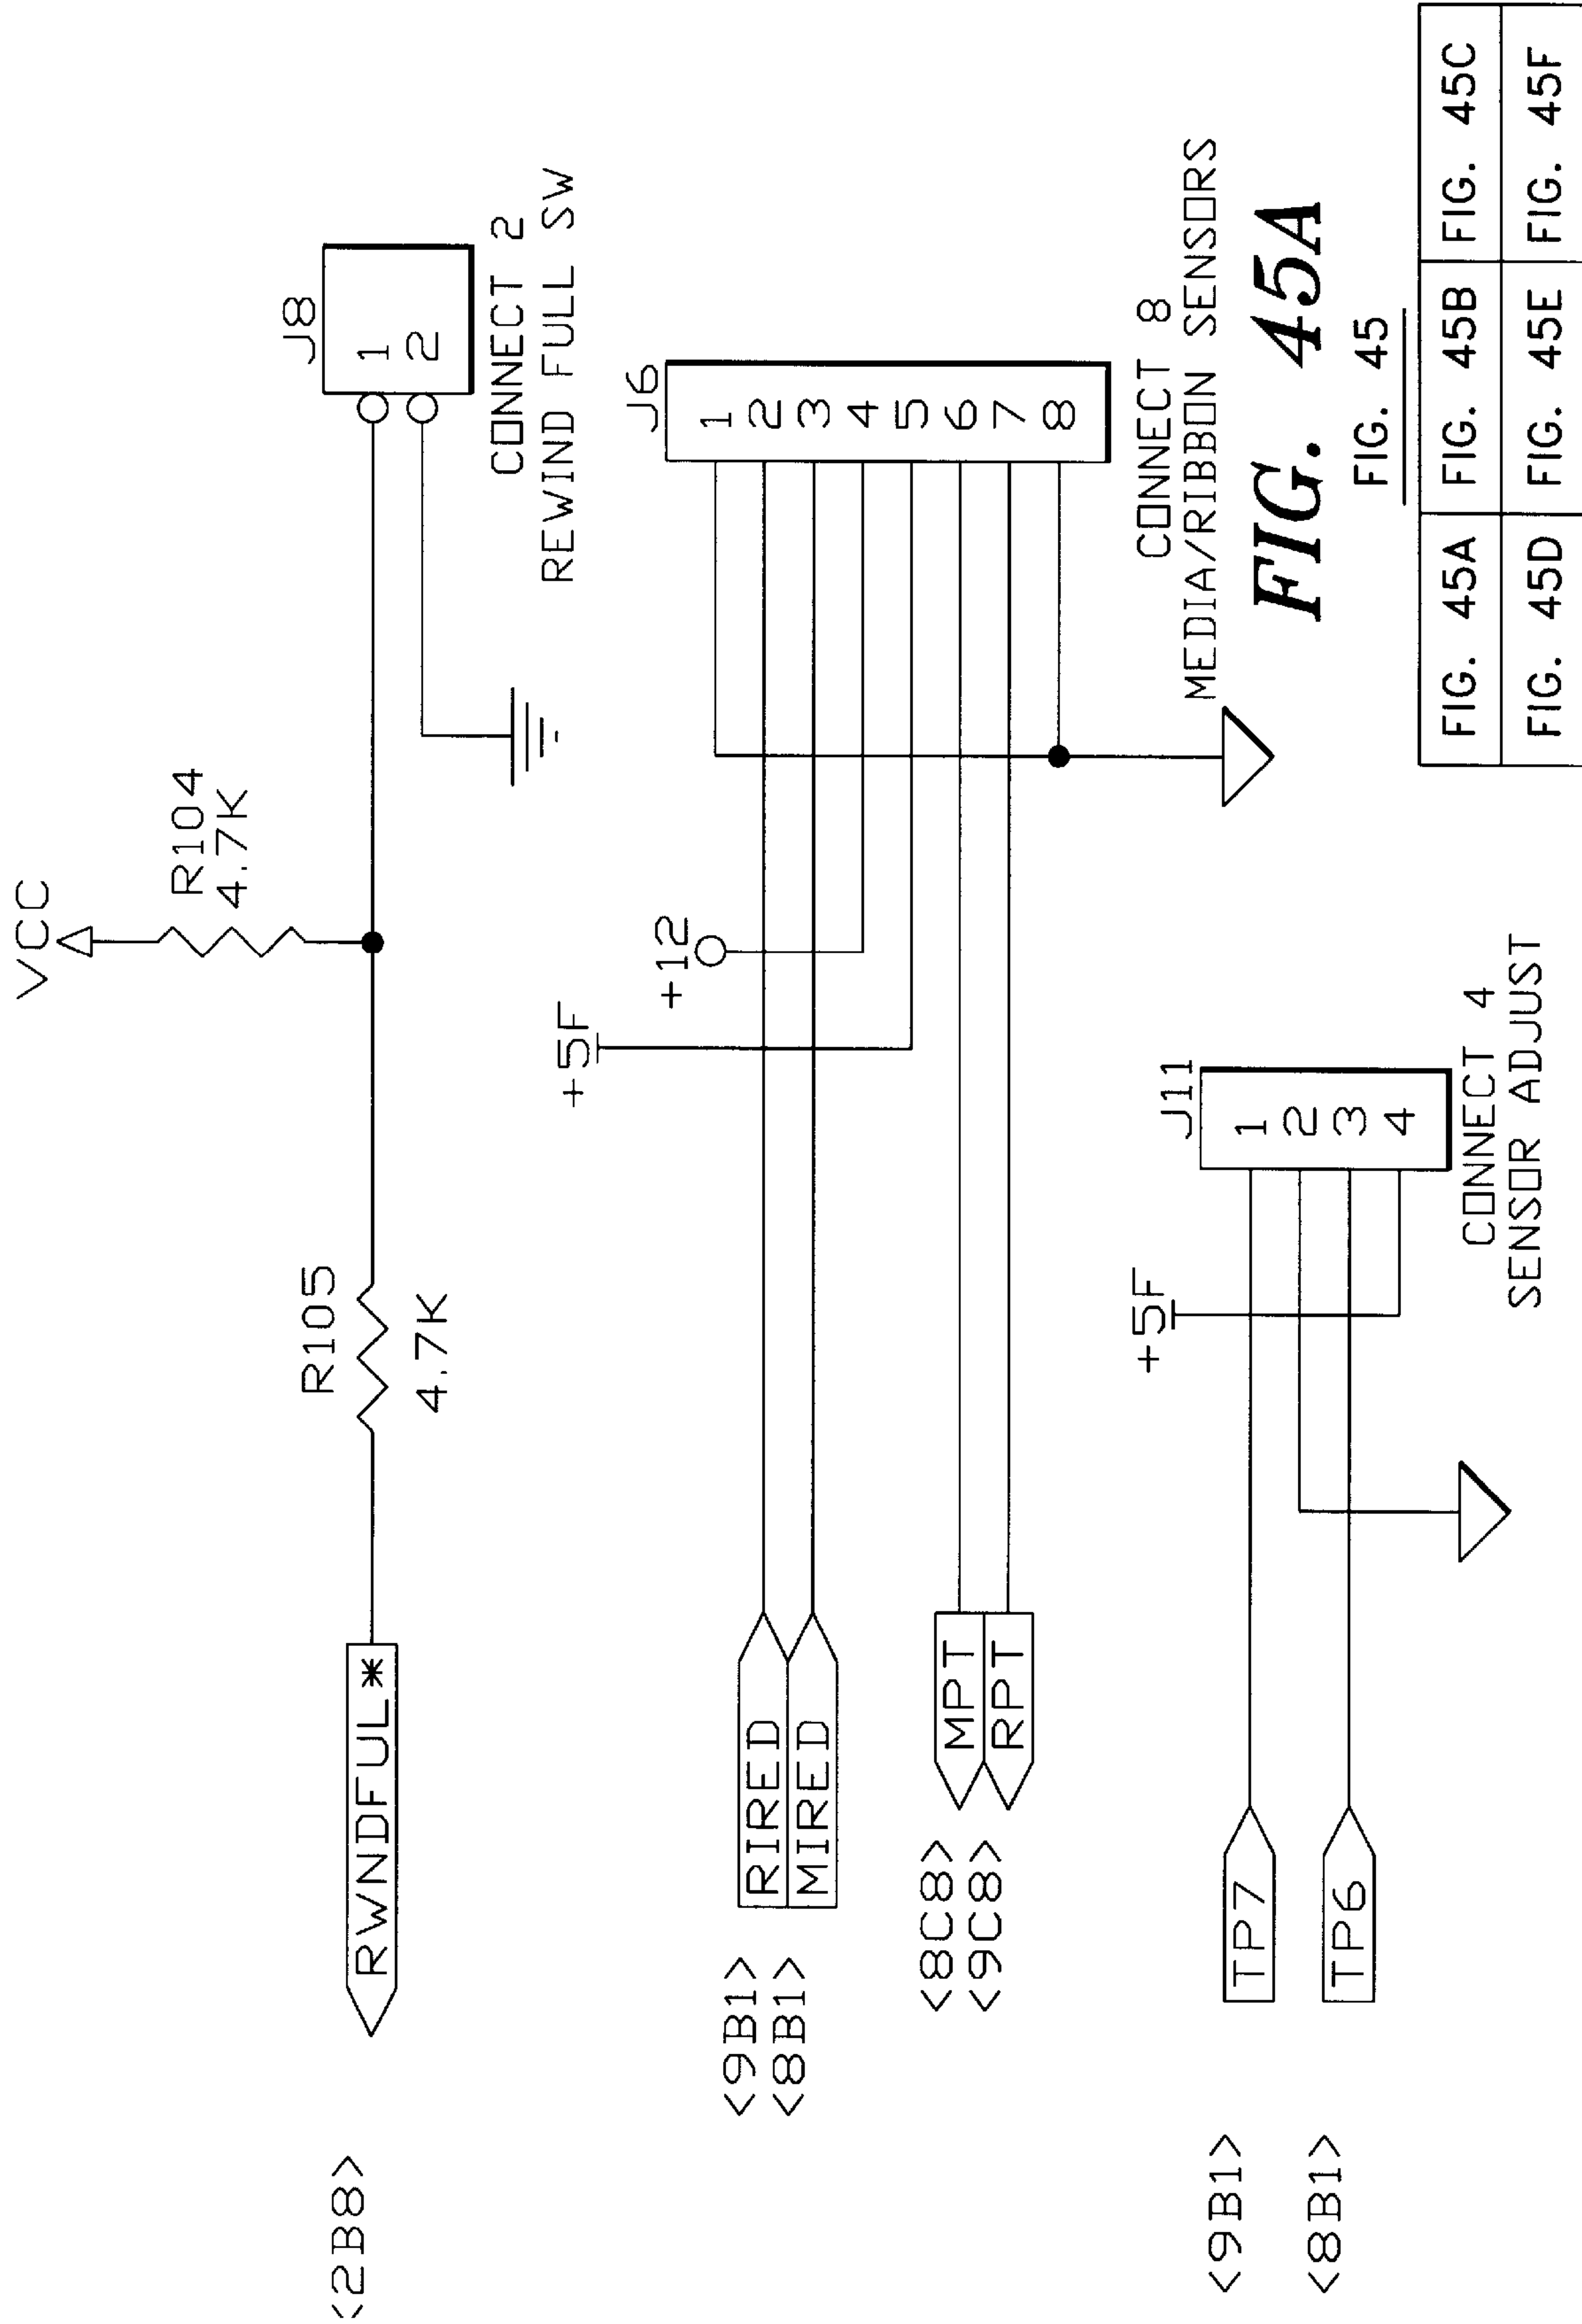 VCC
R104
4.7K
R105
4.7K
<2B8>
RWNDFUL*
J8
1
2
CONNECT 2
REWIND FULL SW
+5F
+12
<9B1>
<8B1>
RIRED
MIRED
<8C8>
<9C8>
MPT
RPT
J6
1
2
3
4
5
6
7
8
CONNECT 8
MEDIA/RIBBON SENSORS
+5F
<9B1>
<8B1>
TP7
TP6
J11
1
2
3
4
CONNECT 4
SENSOR ADJUST
FIG. 45A
FIG. 45
FIG. 45A FIG. 45B FIG. 45C
FIG. 45D FIG. 45E FIG. 45F